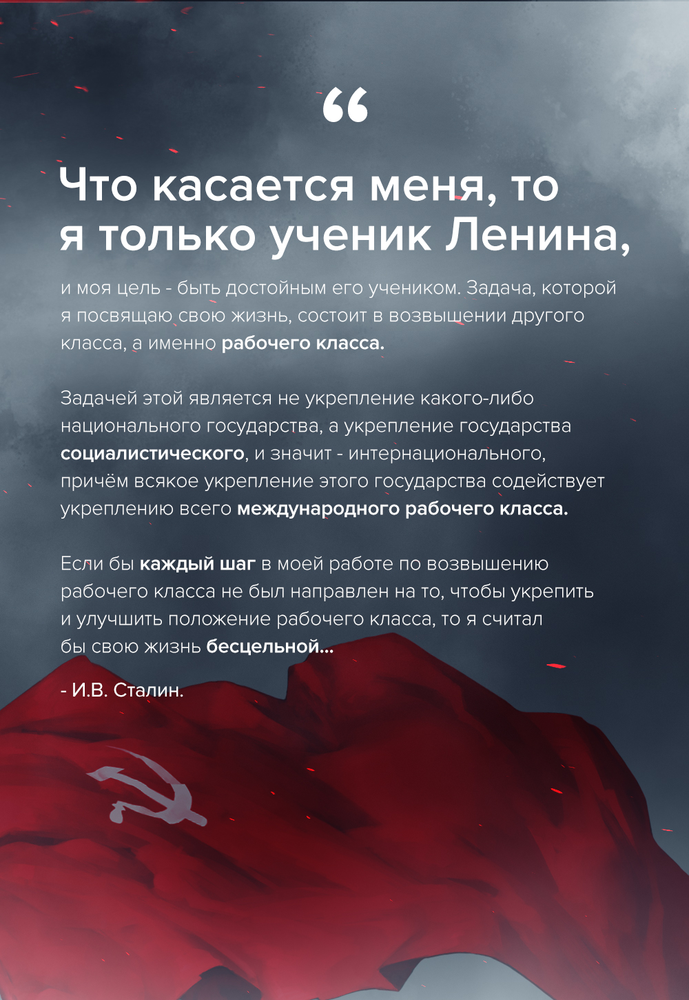 “
Что касается меня, то
я только ученик Ленина,
и моя цель - быть достойным его учеником. Задача, которой
я посвящаю свою жизнь, состоит в возвышении другого
класса, а именно рабочего класса.
Задачей этой является не укрепление какого-либо
национального государства, а укрепление государства
социалистического, и значит - интернационального,
причём всякое укрепление этого государства содействует
укреплению всего международного рабочего класса.
Если бы каждый шаг в моей работе по возвышению
рабочего класса не был направлен на то, чтобы укрепить
и улучшить положение рабочего класса, то я считал
бы свою жизнь бесцельной...
- И.В. Сталин.